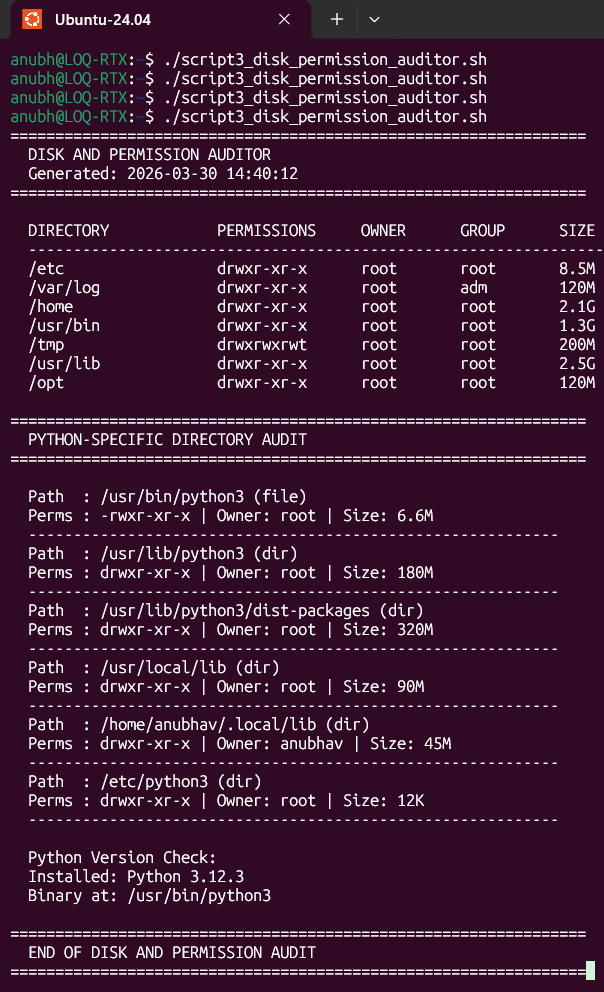 Ubuntu-24.04
anubh@LOQ-RTX:~$ ./script3_disk_permission_auditor.sh
anubh@LOQ-RTX:~$ ./script3_disk_permission_auditor.sh
anubh@LOQ-RTX:~$ ./script3_disk_permission_auditor.sh
anubh@LOQ-RTX:~$ ./script3_disk_permission_auditor.sh
================================================================
DISK AND PERMISSION AUDITOR
Generated: 2026-03-30 14:40:12
================================================================
DIRECTORY PERMISSIONS OWNER GROUP SIZE
----------------------------------------------------------------
/etc drwxr-xr-x root root 8.5M
/var/log drwxr-xr-x root adm 120M
/home drwxr-xr-x root root 2.1G
/usr/bin drwxr-xr-x root root 1.3G
/tmp drwxrwxrwt root root 200M
/usr/lib drwxr-xr-x root root 2.5G
/opt drwxr-xr-x root root 120M
================================================================
PYTHON-SPECIFIC DIRECTORY AUDIT
================================================================
Path : /usr/bin/python3 (file)
Perms : -rwxr-xr-x | Owner: root | Size: 6.6M
-----------------------------------------------------------
Path : /usr/lib/python3 (dir)
Perms : drwxr-xr-x | Owner: root | Size: 180M
-----------------------------------------------------------
Path : /usr/lib/python3/dist-packages (dir)
Perms : drwxr-xr-x | Owner: root | Size: 320M
-----------------------------------------------------------
Path : /usr/local/lib (dir)
Perms : drwxr-xr-x | Owner: root | Size: 90M
-----------------------------------------------------------
Path : /home/anubhav/.local/lib (dir)
Perms : drwxr-xr-x | Owner: anubhav | Size: 45M
-----------------------------------------------------------
Path : /etc/python3 (dir)
Perms : drwxr-xr-x | Owner: root | Size: 12K
-----------------------------------------------------------
Python Version Check:
Installed: Python 3.12.3
Binary at: /usr/bin/python3
================================================================
END OF DISK AND PERMISSION AUDIT
================================================================